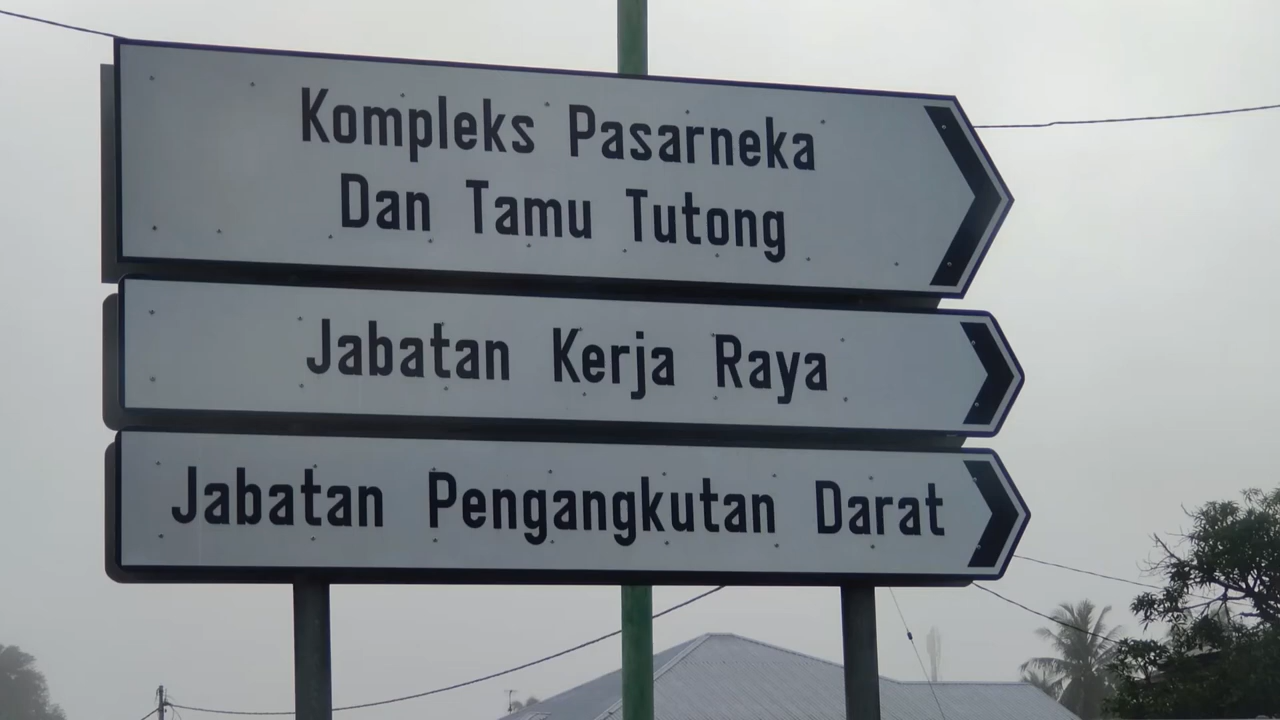 Kompleks Pasarneka
Dan Tamu Tutong
Jabatan Kerja Raya
Jabatan Pengangkutan Darat